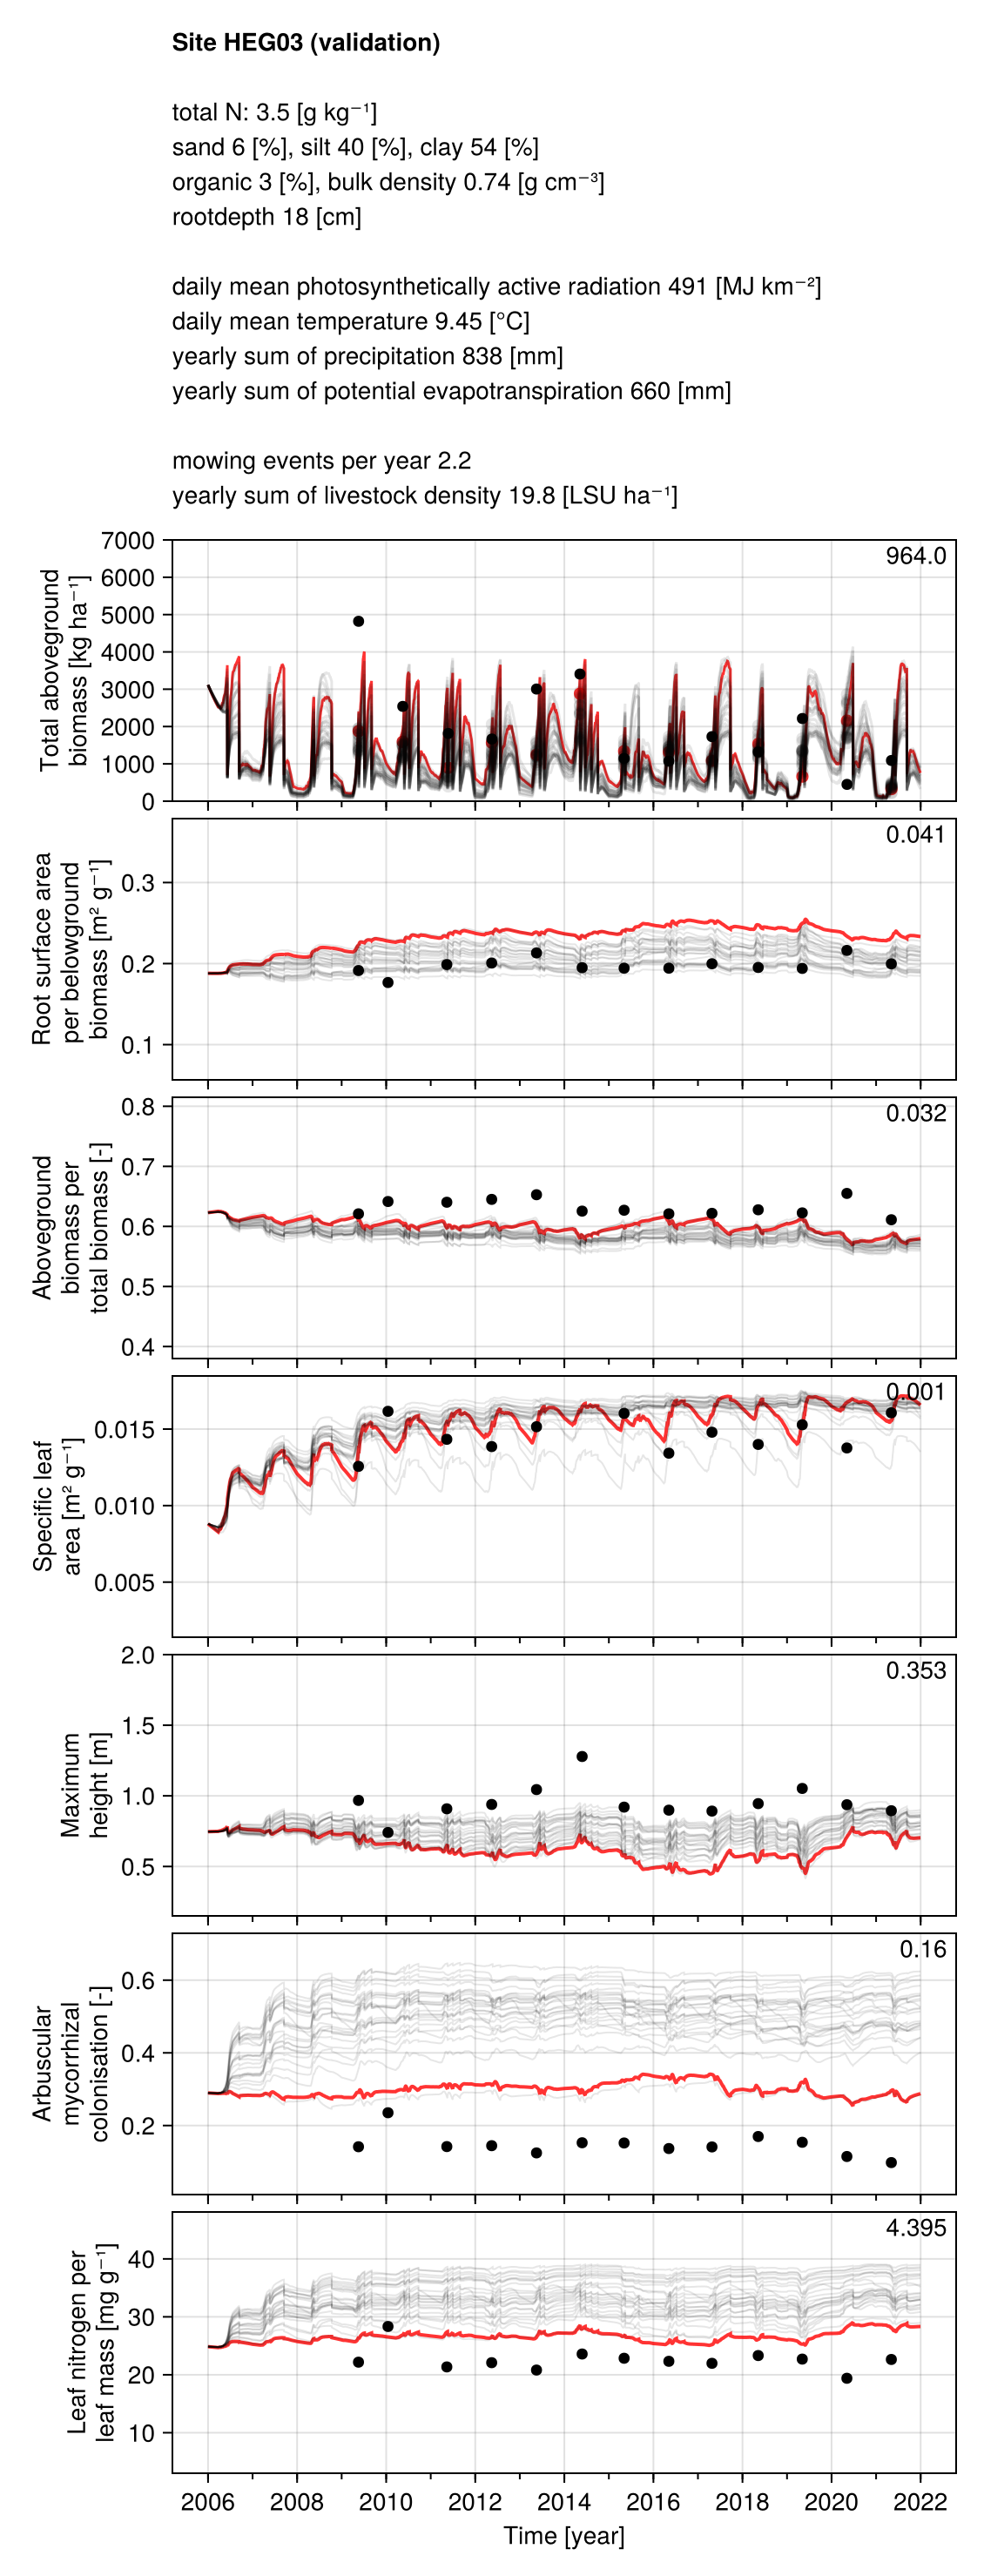 Site HEG03 (validation)
total N: 3.5 [g kg⁻¹]
sand 6 [%], silt 40 [%], clay 54 [%]
organic 3 [%], bulk density 0.74 [g cm⁻³]
rootdepth 18 [cm]
daily mean photosynthetically active radiation 491 [MJ km⁻²]
daily mean temperature 9.45 [°C]
yearly sum of precipitation 838 [mm]
yearly sum of potential evapotranspiration 660 [mm]
mowing events per year 2.2
yearly sum of livestock density 19.8 [LSU ha⁻¹]
Total aboveground
biomass [kg ha⁻¹]
7000
6000
5000
4000
3000
2000
1000
0
964.0
Root surface area
per belowground
biomass [m² g⁻¹]
0.3
0.2
0.1
0.041
Aboveground
biomass per
total biomass [-]
0.8
0.7
0.6
0.5
0.4
0.032
Specific leaf
area [m² g⁻¹]
0.015
0.010
0.005
0.001
Maximum
height [m]
2.0
1.5
1.0
0.5
0.353
Arbuscular
mycorrhizal
colonisation [-]
0.6
0.4
0.2
0.16
Leaf nitrogen per
leaf mass [mg g⁻¹]
40
30
20
10
4.395
2006 2008 2010 2012 2014 2016 2018 2020 2022
Time [year]